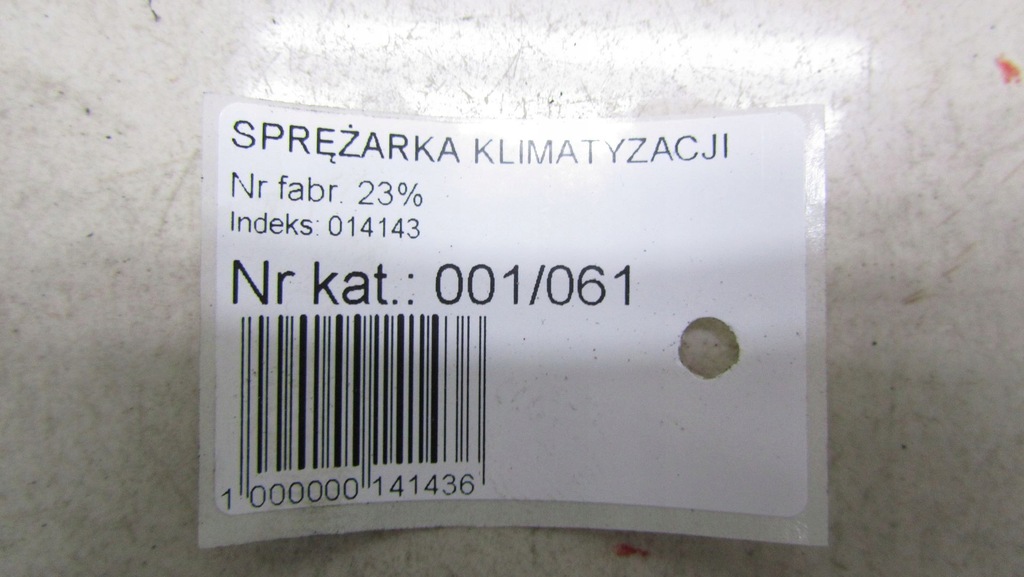 SPRĘŻARKA KLIMATYZACJI
Nr fabr. 23%
Indeks: 014143
Nr kat.: 001/061
1 000000 141436